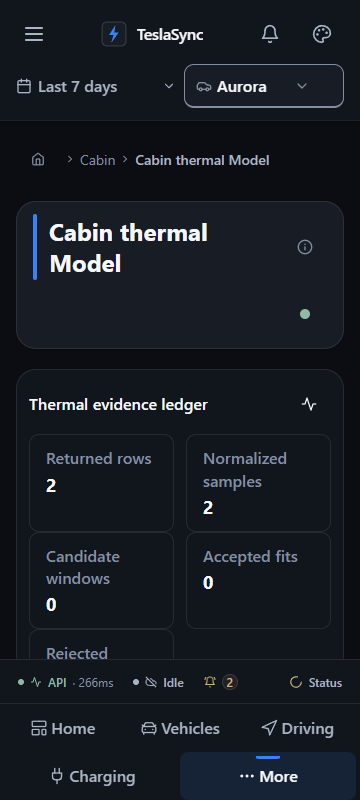 TeslaSync
Last 7 days
Aurora
Cabin
Cabin thermal Model
Cabin thermal
Model
Thermal evidence ledger
Returned rows
2
Normalized
samples
2
Candidate
windows
0
Accepted fits
0
Rejected
API · 266ms
Idle
2
Status
Home
Vehicles
Driving
Charging
More